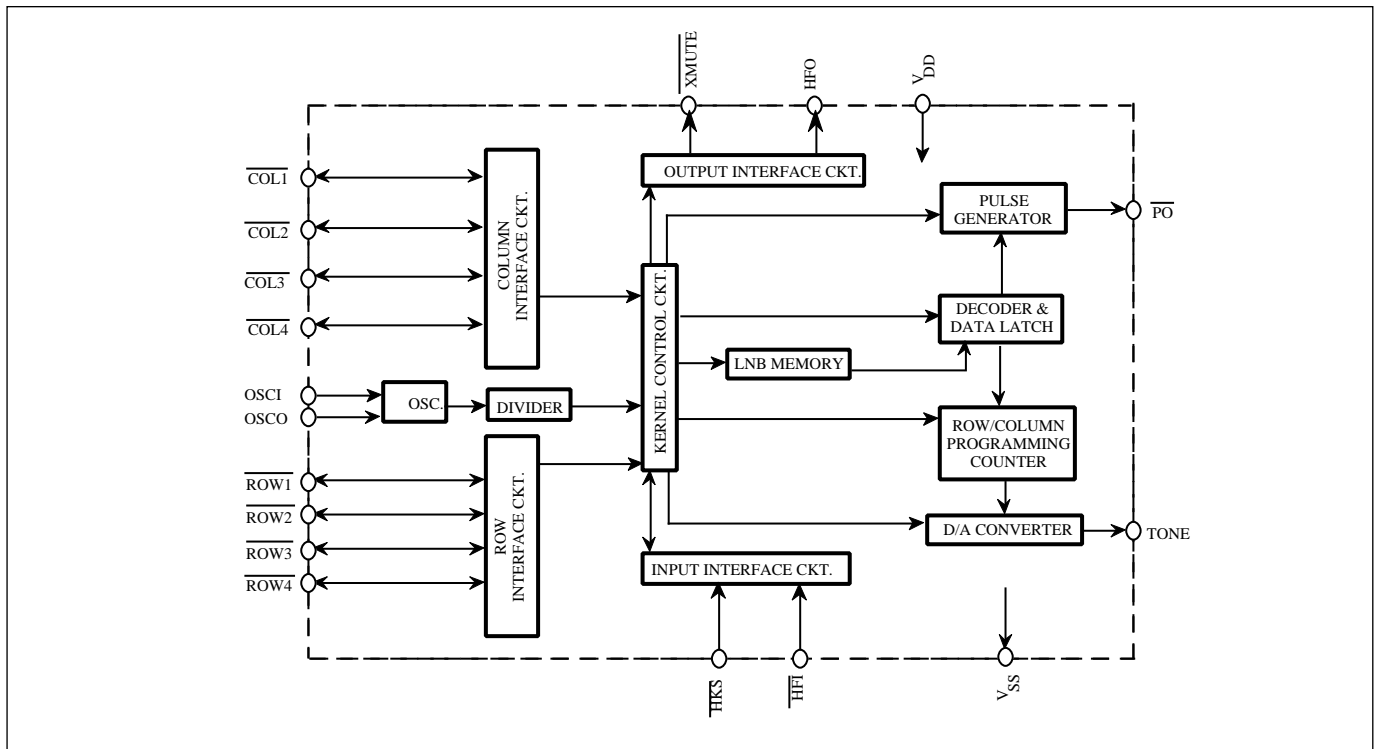 XMUTE
HFO
VDD
COL1
COL2
COL3
COL4
COLUMN
INTERFACE CKT.
OUTPUT INTERFACE CKT.
PULSE
GENERATOR
PO
KERNEL CONTROL CKT.
DECODER &
DATA LATCH
LNB MEMORY
OSCI
OSCO
OSC.
DIVIDER
ROW/COLUMN
PROGRAMMING
COUNTER
ROW1
ROW2
ROW3
ROW4
ROW
INTERFACE CKT.
D/A CONVERTER
TONE
INPUT INTERFACE CKT.
HKS
HFI
VSS